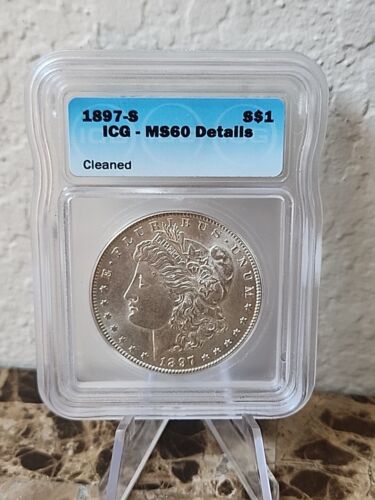 1897-S S$1
ICG - MS60 Details
Cleaned
E·PLURIBUS·UNUM
1897